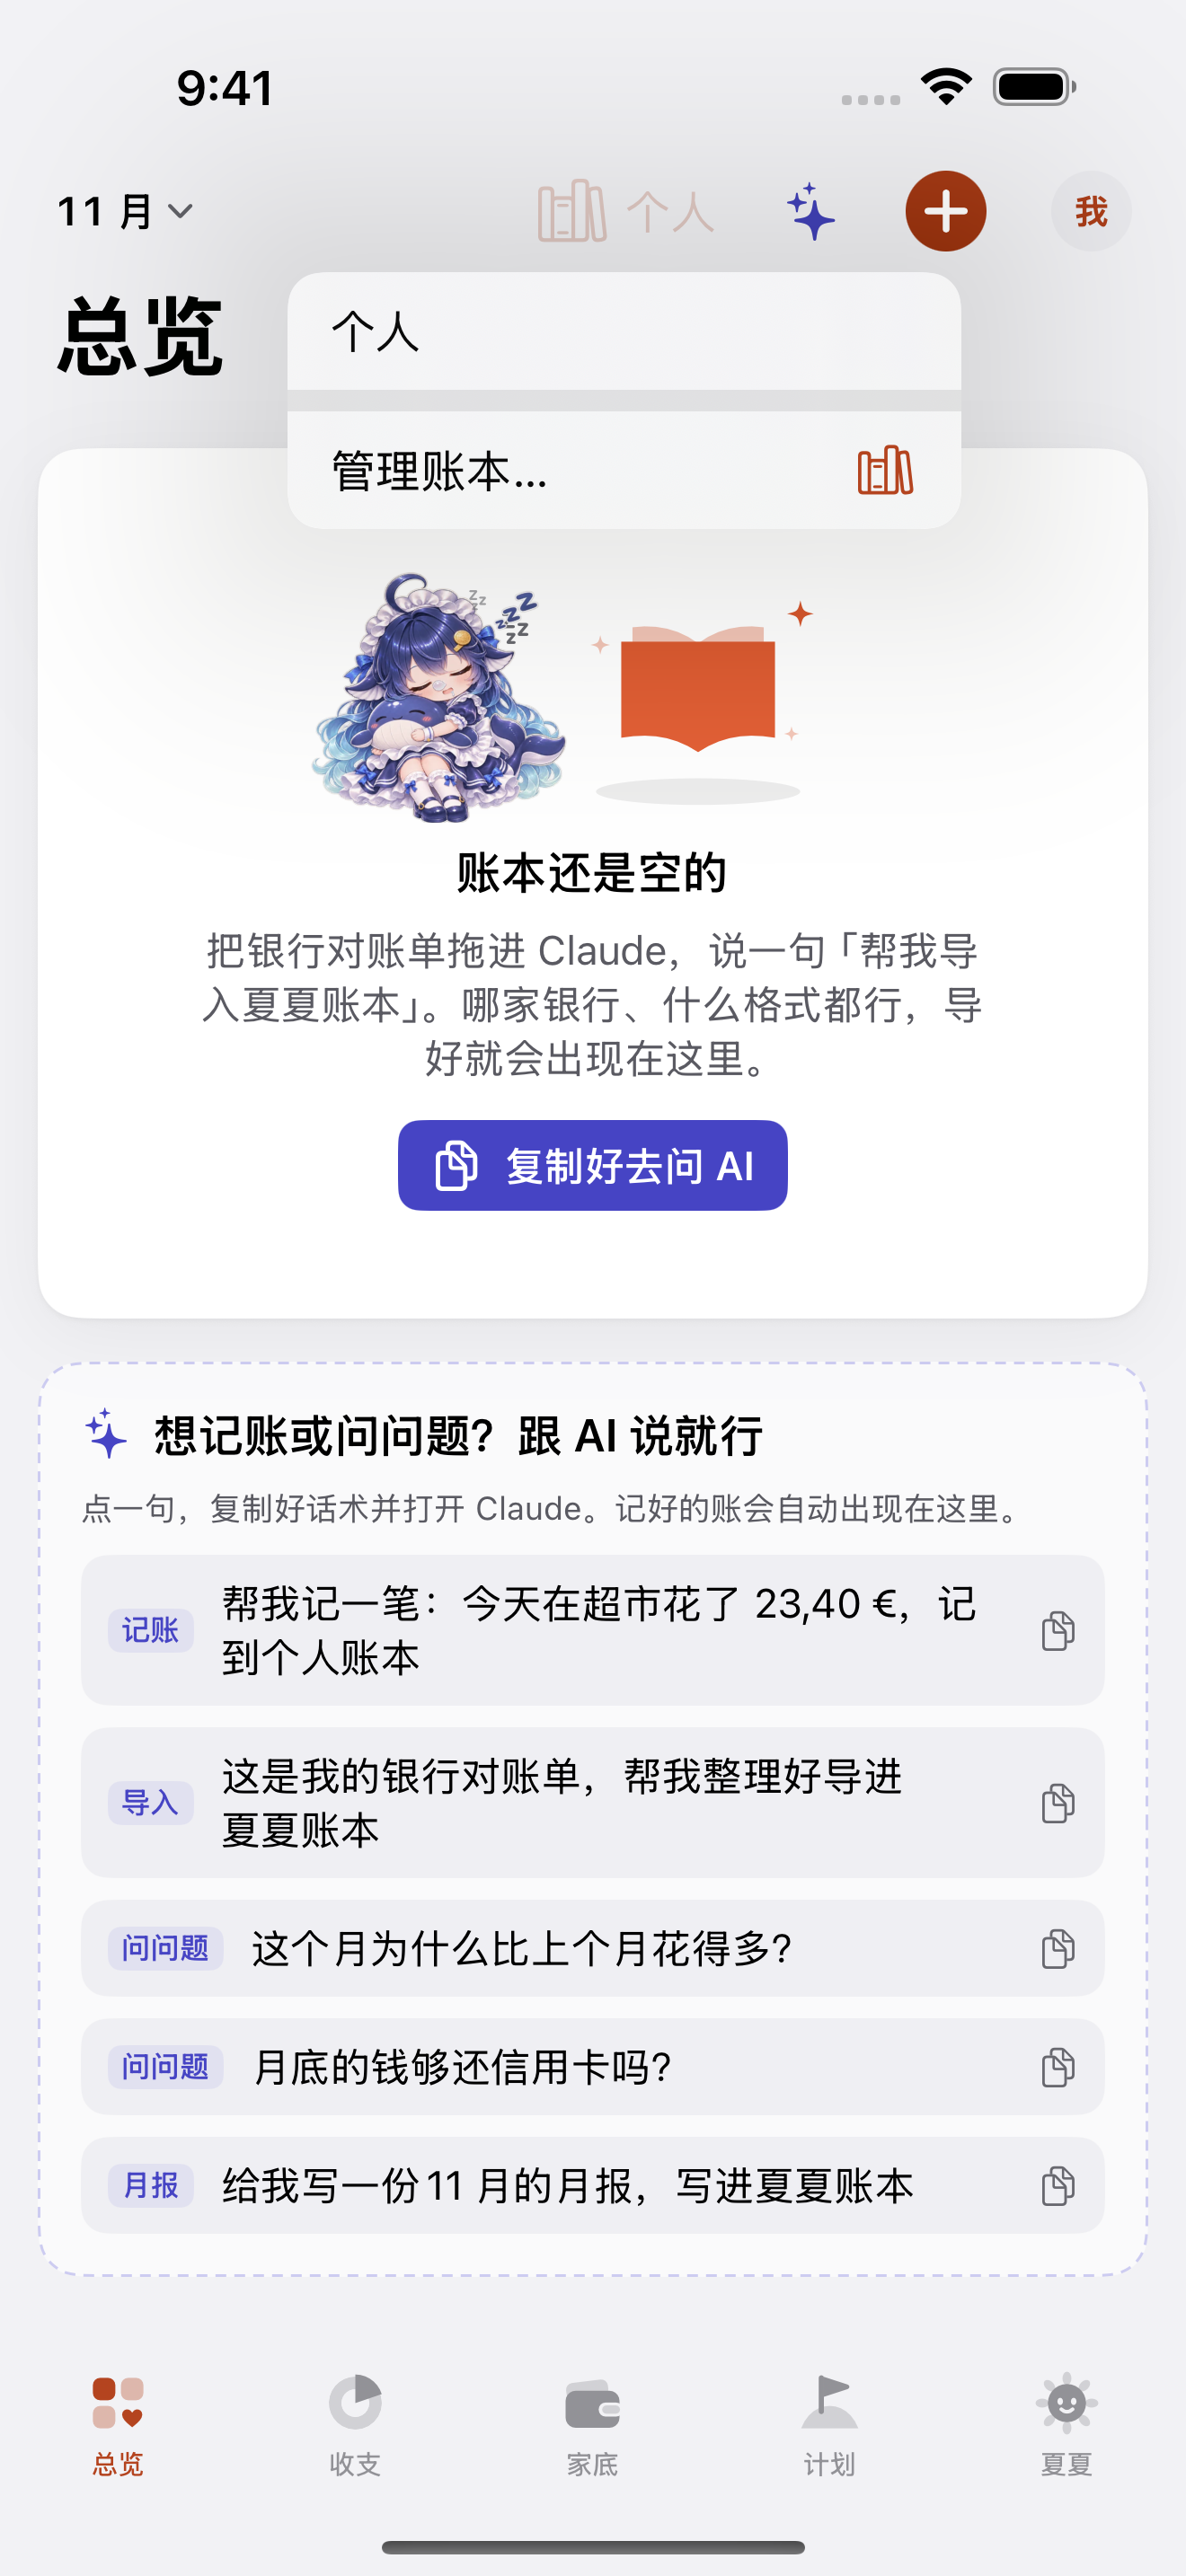 9:41
11 月
个人
我
总览
个人
管理账本...
z z z z z z z z
账本还是空的
把银行对账单拖进 Claude，说一句「帮我导
入夏夏账本」。哪家银行、什么格式都行，导
好就会出现在这里。
复制好去问 AI
想记账或问问题？跟 AI 说就行
点一句，复制好话术并打开 Claude。记好的账会自动出现在这里。
记账
帮我记一笔：今天在超市花了 23,40 €，记
到个人账本
导入
这是我的银行对账单，帮我整理好导进
夏夏账本
问问题
这个月为什么比上个月花得多？
问问题
月底的钱够还信用卡吗？
月报
给我写一份 11 月的月报，写进夏夏账本
总览
收支
家底
计划
夏夏